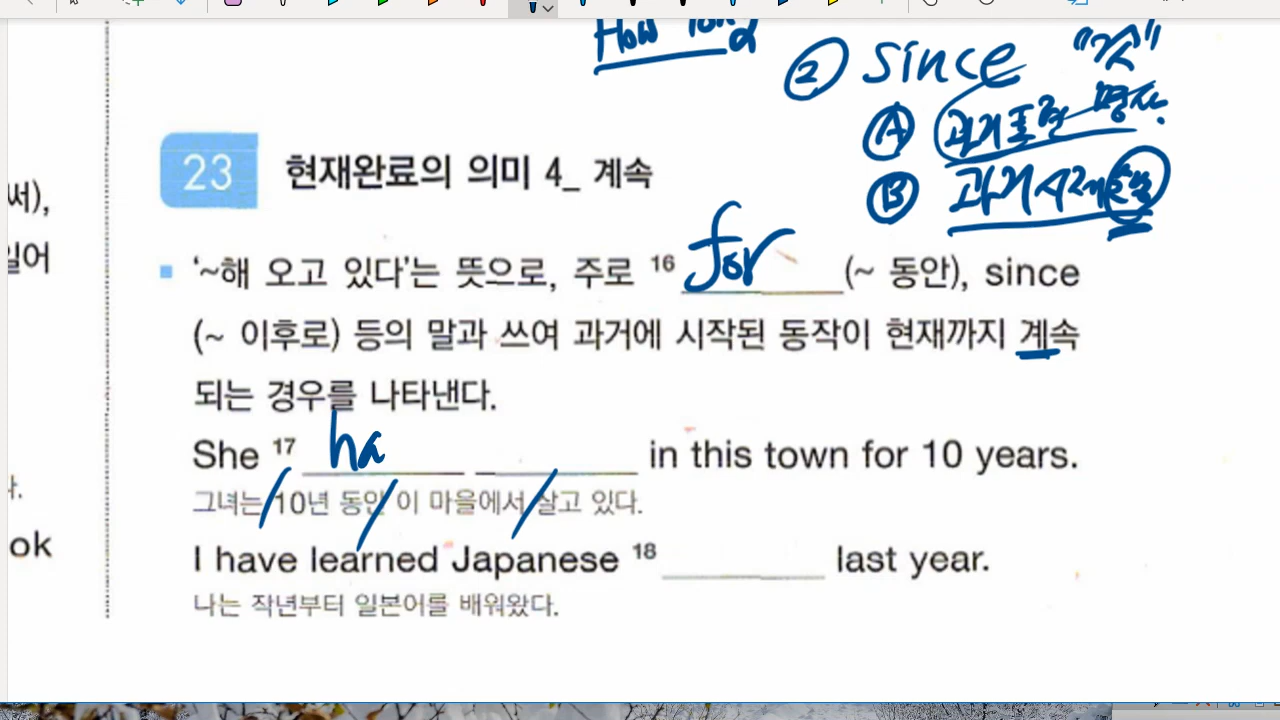 How long
② since "것"
Ⓐ 과거표현 명사
Ⓑ 과거시제
23 현재완료의 의미 4_ 계속
써),
일어
'~해 오고 있다'는 뜻으로, 주로 16 for (~ 동안), since
(~ 이후로) 등의 말과 쓰여 과거에 시작된 동작이 현재까지 계속
되는 경우를 나타낸다.
She 17 ha in this town for 10 years.
그녀는/10년 동안/이 마을에서/살고 있다.
ook
I have learned Japanese 18 last year.
나는 작년부터 일본어를 배워왔다.